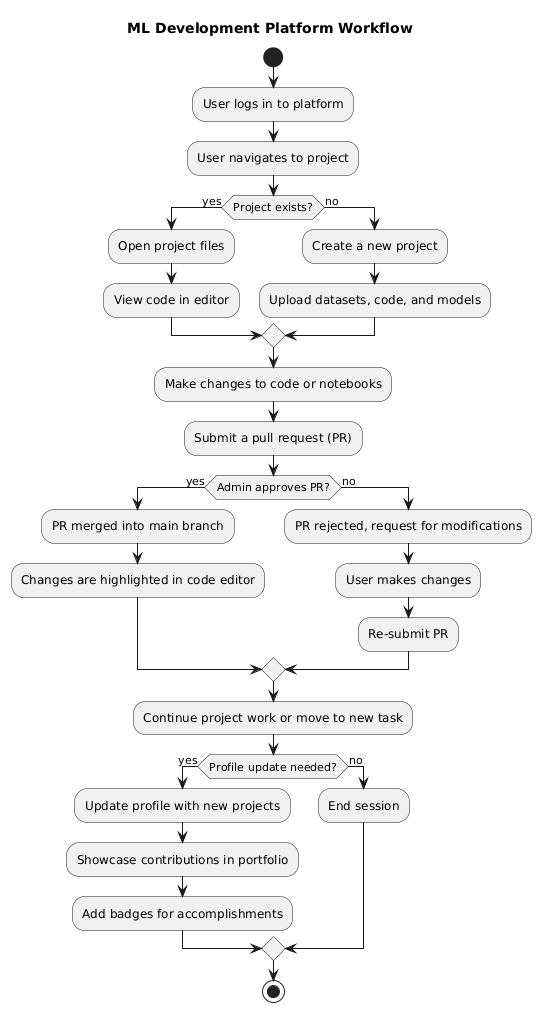 ML Development Platform Workflow
User logs in to platform
User navigates to project
yes
Project exists?
no
Open project files
Create a new project
View code in editor
Upload datasets, code, and models
Make changes to code or notebooks
Submit a pull request (PR)
yes
Admin approves PR?
no
PR merged into main branch
PR rejected, request for modifications
Changes are highlighted in code editor
User makes changes
Re-submit PR
Continue project work or move to new task
yes
Profile update needed?
no
Update profile with new projects
End session
Showcase contributions in portfolio
Add badges for accomplishments